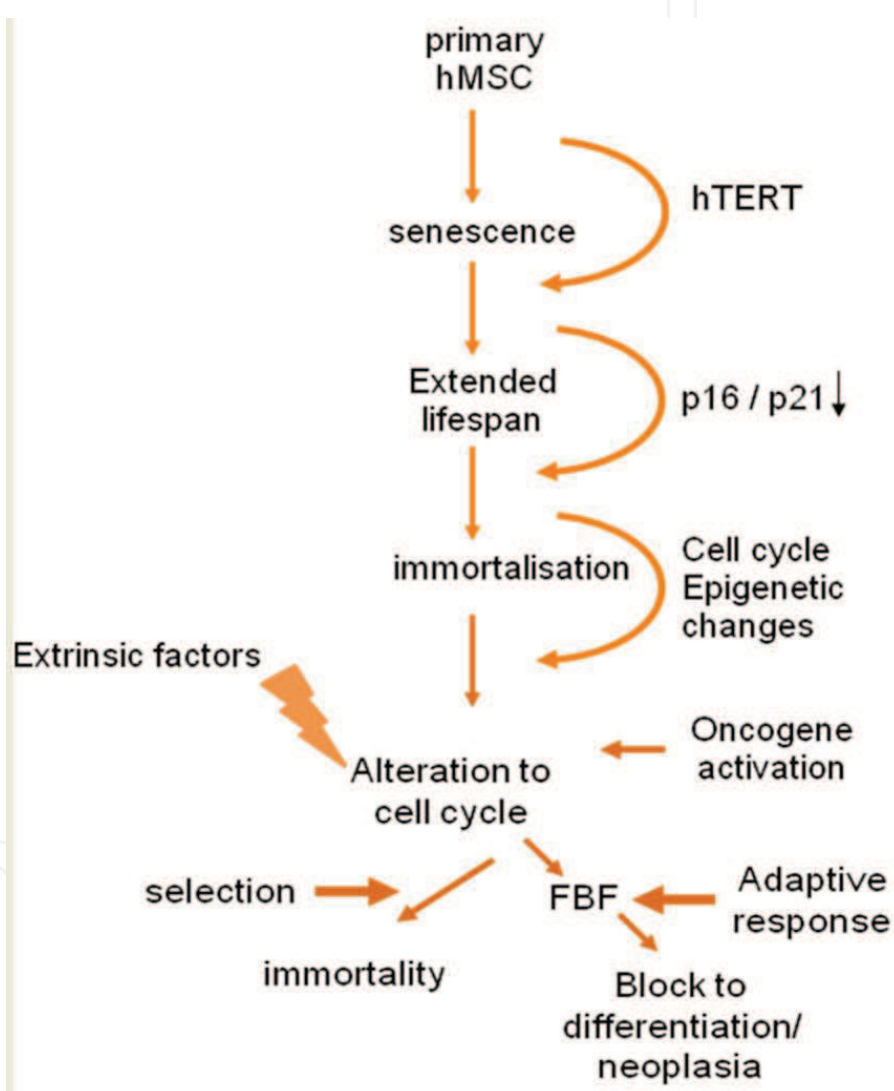 primary
hMSC
hTERT
senescence
Extended
lifespan
p16 / p21↓
immortalisation
Cell cycle
Epigenetic
changes
Extrinsic factors
Oncogene
activation
Alteration to
cell cycle
selection
FBF
Adaptive
response
immortality
Block to
differentiation/
neoplasia